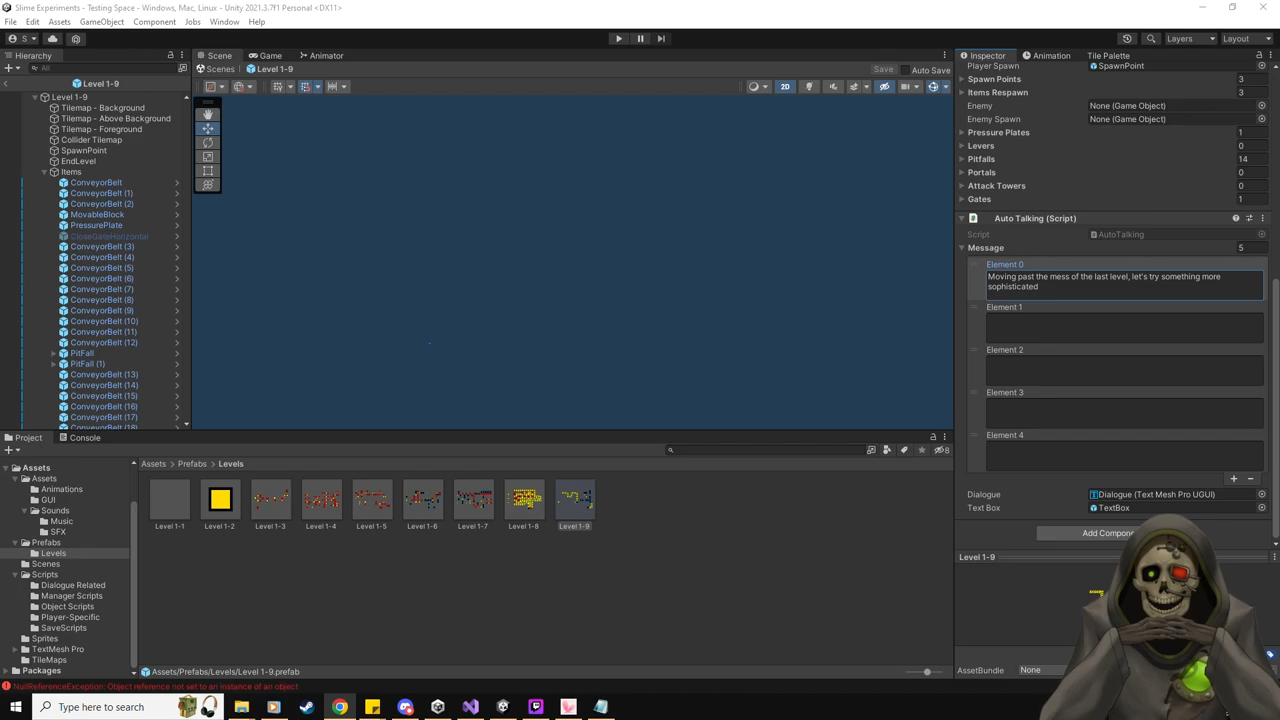 Slime Experiments - Testing Space - Windows, Mac, Linux - Unity 2021.3.7f1 Personal <DX11>
File Edit Assets GameObject Component Jobs Window Help
S
Layers
Layout
Hierarchy
All
Level 1-9
Level 1-9
Tilemap - Background
Tilemap - Above Background
Tilemap - Foreground
Collider Tilemap
SpawnPoint
EndLevel
Items
ConveyorBelt
ConveyorBelt (1)
ConveyorBelt (2)
MovableBlock
PressurePlate
CloseGateHorizontal
ConveyorBelt (3)
ConveyorBelt (4)
ConveyorBelt (5)
ConveyorBelt (6)
ConveyorBelt (7)
ConveyorBelt (8)
ConveyorBelt (9)
ConveyorBelt (10)
ConveyorBelt (11)
ConveyorBelt (12)
PitFall
PitFall (1)
ConveyorBelt (13)
ConveyorBelt (14)
ConveyorBelt (15)
ConveyorBelt (16)
ConveyorBelt (17)
ConveyorBelt (18)
Scene Game Animator
Scenes Level 1-9
Save Auto Save
2D
Inspector Animation Tile Palette
Player Spawn SpawnPoint
Spawn Points 3
Items Respawn 3
Enemy None (Game Object)
Enemy Spawn None (Game Object)
Pressure Plates 1
Levers 0
Pitfalls 14
Portals 0
Attack Towers 0
Gates 1
Auto Talking (Script)
Script AutoTalking
Message 5
Element 0
Moving past the mess of the last level, let's try something more
sophisticated
Element 1
Element 2
Element 3
Element 4
Dialogue Dialogue (Text Mesh Pro UGUI)
Text Box TextBox
Level 1-9
AssetBundle None
Project Console
8
Assets
Assets
Animations
GUI
Sounds
Music
SFX
Prefabs
Levels
Scenes
Scripts
Dialogue Related
Manager Scripts
Object Scripts
Player-Specific
SaveScripts
Sprites
TextMesh Pro
TileMaps
Packages
Assets > Prefabs > Levels
Level 1-1 Level 1-2 Level 1-3 Level 1-4 Level 1-5 Level 1-6 Level 1-7 Level 1-8 Level 1-9
Assets/Prefabs/Levels/Level 1-9.prefab
NullReferenceException: Object reference not set to an instance of an object
Type here to search